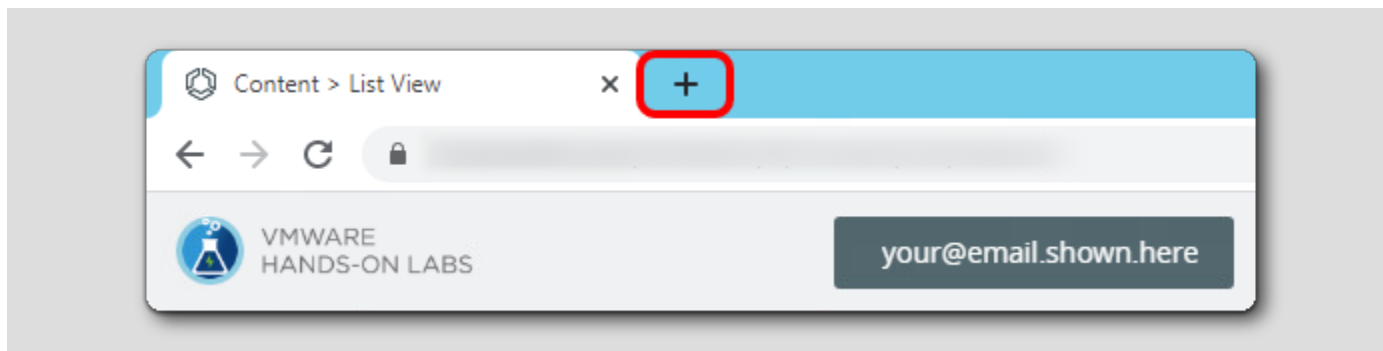 Content > List View
VMWARE
HANDS-ON LABS
your@email.shown.here